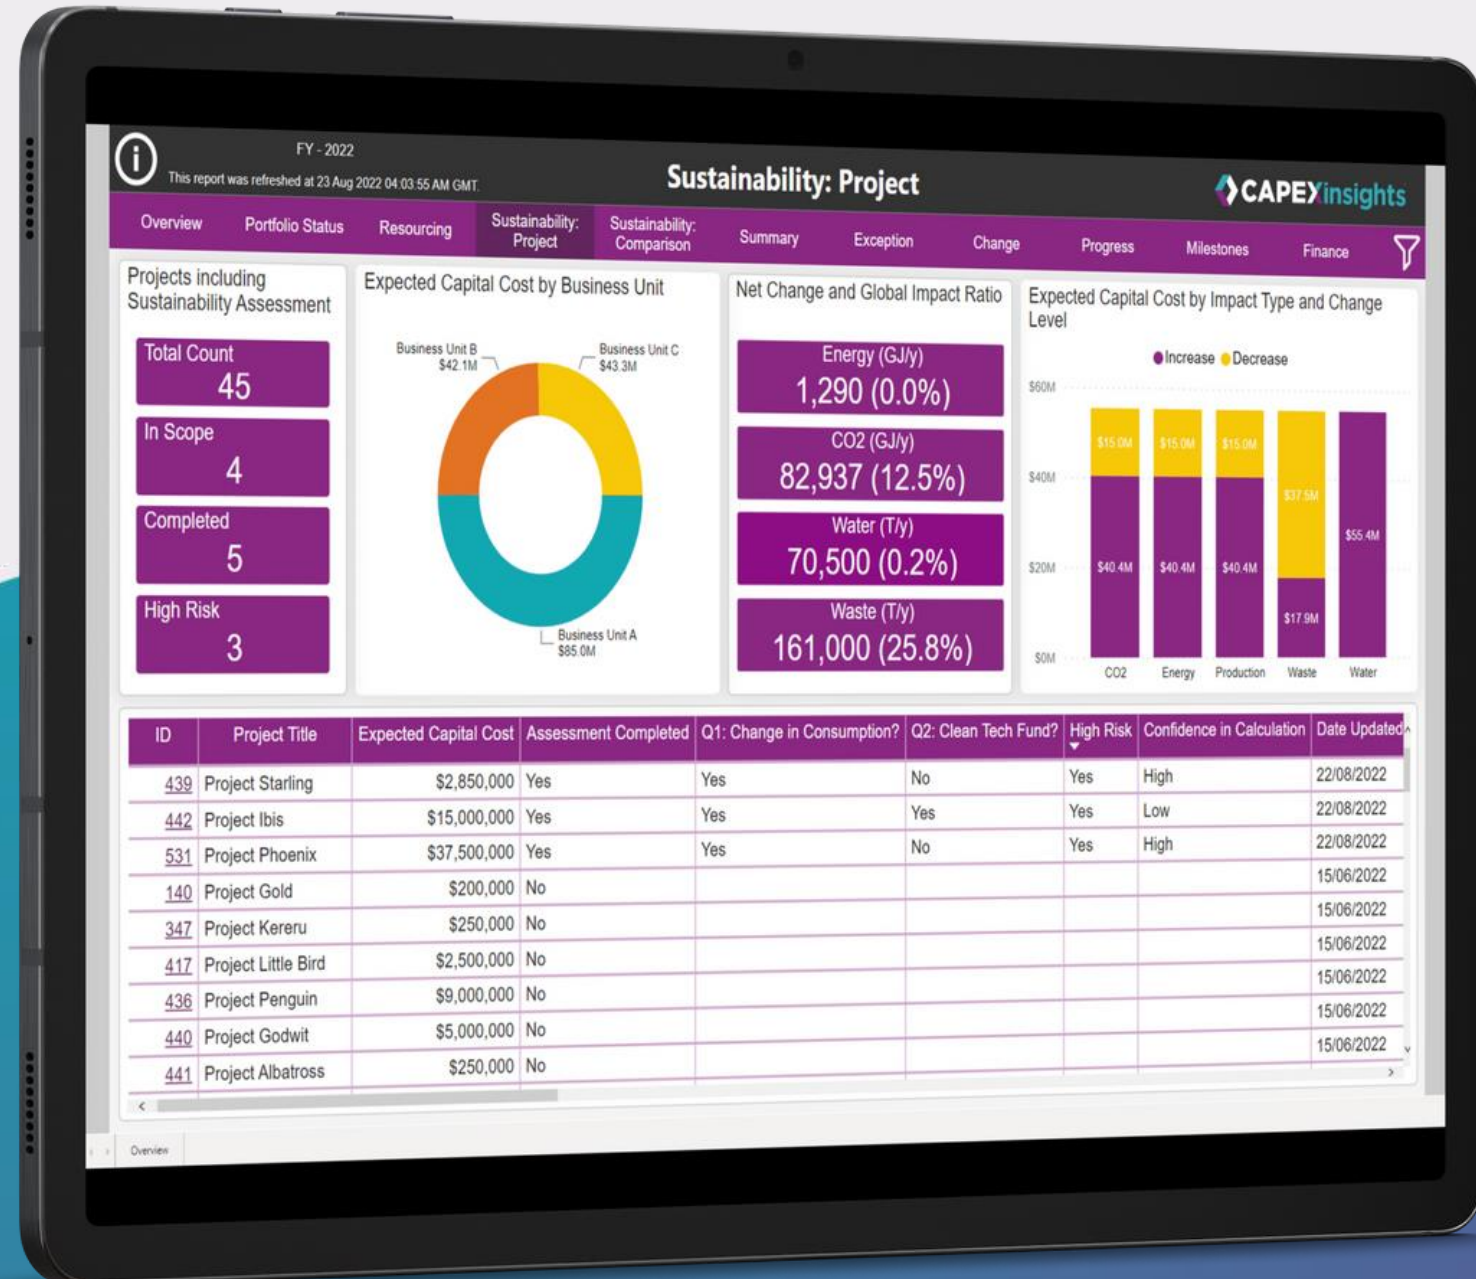 FY - 2022
This report was refreshed at 23 Aug 2022 04:03:55 AM GMT.
Sustainability: Project
CAPEXinsights
Overview
Portfolio Status
Resourcing
Sustainability:
Project
Sustainability:
Comparison
Summary
Exception
Change
Progress
Milestones
Finance
Projects including
Sustainability Assessment
Total Count
45
In Scope
4
Completed
5
High Risk
3
Expected Capital Cost by Business Unit
Business Unit B
$42.1M
Business Unit C
$43.3M
Business Unit A
$85.0M
Net Change and Global Impact Ratio
Energy (GJ/y)
1,290 (0.0%)
CO2 (GJ/y)
82,937 (12.5%)
Water (T/y)
70,500 (0.2%)
Waste (T/y)
161,000 (25.8%)
Expected Capital Cost by Impact Type and Change
Level
Increase Decrease
$60M
$40M
$20M
$0M
$15.0M $15.0M $15.0M $37.5M
$40.4M $40.4M $40.4M $17.9M $55.4M
CO2 Energy Production Waste Water
ID Project Title Expected Capital Cost Assessment Completed Q1: Change in Consumption? Q2: Clean Tech Fund? High Risk Confidence in Calculation Date Updated
439 Project Starling $2,850,000 Yes Yes No Yes High 22/08/2022
442 Project Ibis $15,000,000 Yes Yes Yes Yes Low 22/08/2022
531 Project Phoenix $37,500,000 Yes Yes No Yes High 22/08/2022
140 Project Gold $200,000 No 15/06/2022
347 Project Kereru $250,000 No 15/06/2022
417 Project Little Bird $2,500,000 No 15/06/2022
436 Project Penguin $9,000,000 No 15/06/2022
440 Project Godwit $5,000,000 No 15/06/2022
441 Project Albatross $250,000 No 15/06/2022
Overview